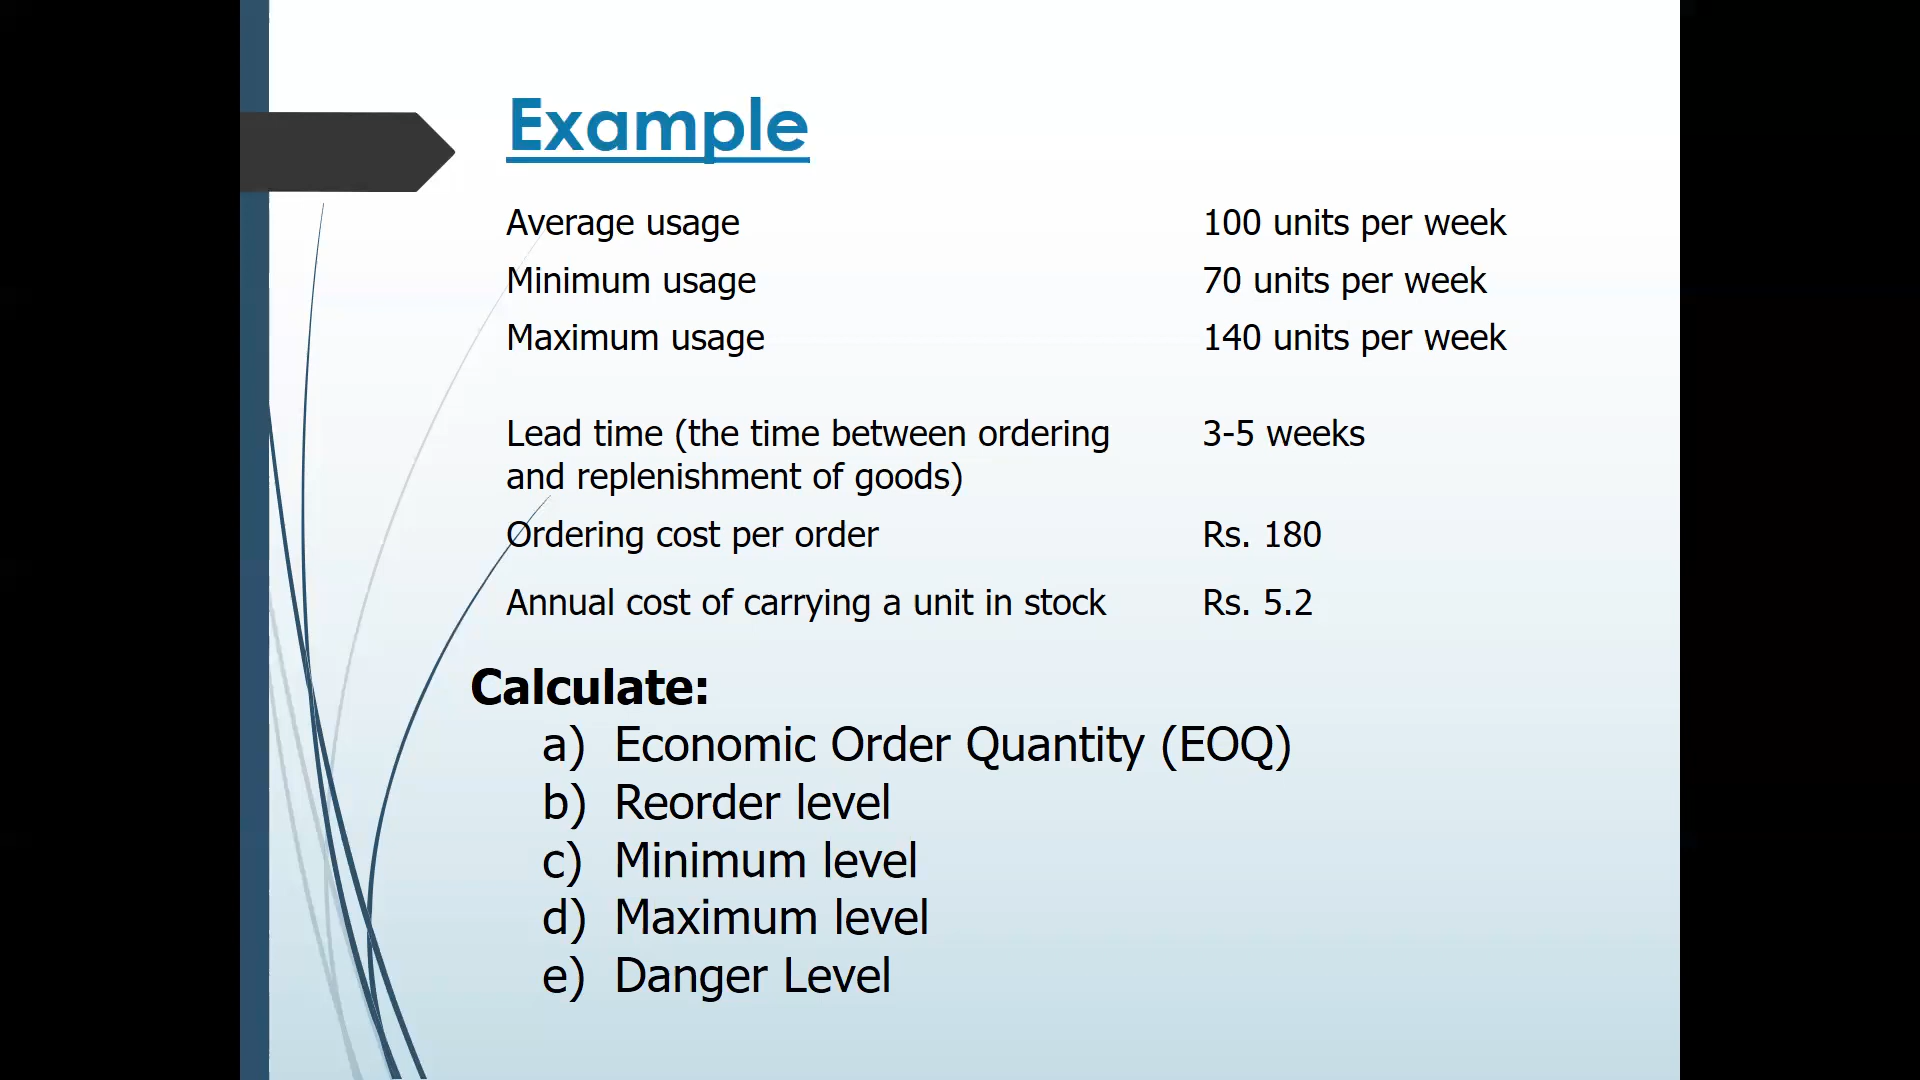 Example
Average usage 100 units per week
Minimum usage 70 units per week
Maximum usage 140 units per week
Lead time (the time between ordering 3-5 weeks
and replenishment of goods)
Ordering cost per order Rs. 180
Annual cost of carrying a unit in stock Rs. 5.2
Calculate:
a) Economic Order Quantity (EOQ)
b) Reorder level
c) Minimum level
d) Maximum level
e) Danger Level